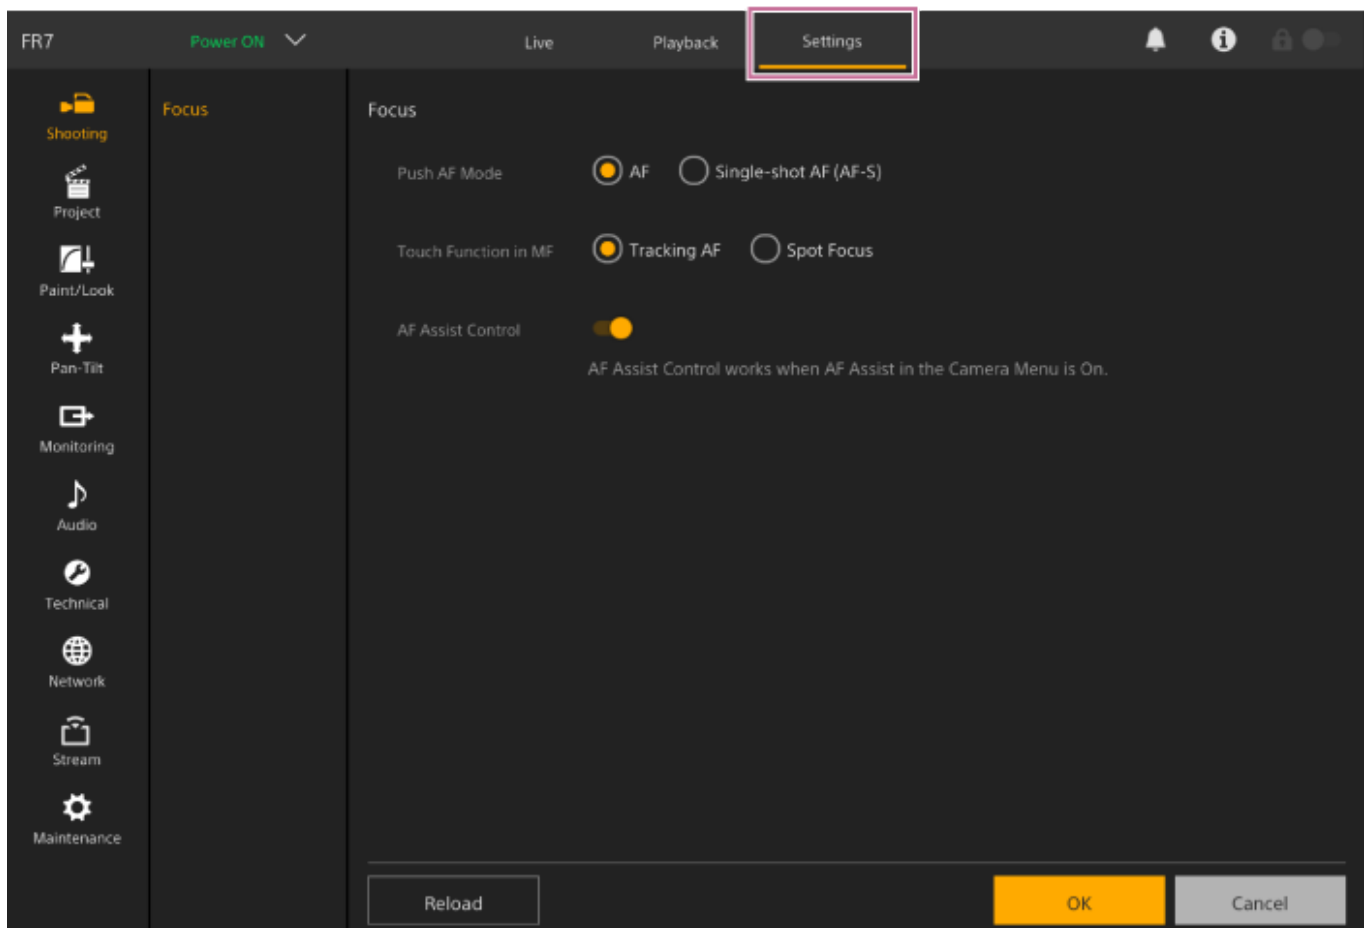 FR7 Power ON Live Playback Settings
Shooting
Project
Paint/Look
Pan-Tilt
Monitoring
Audio
Technical
Network
Stream
Maintenance
Focus
Focus
Push AF Mode AF Single-shot AF (AF-S)
Touch Function in MF Tracking AF Spot Focus
AF Assist Control
AF Assist Control works when AF Assist in the Camera Menu is On.
Reload OK Cancel